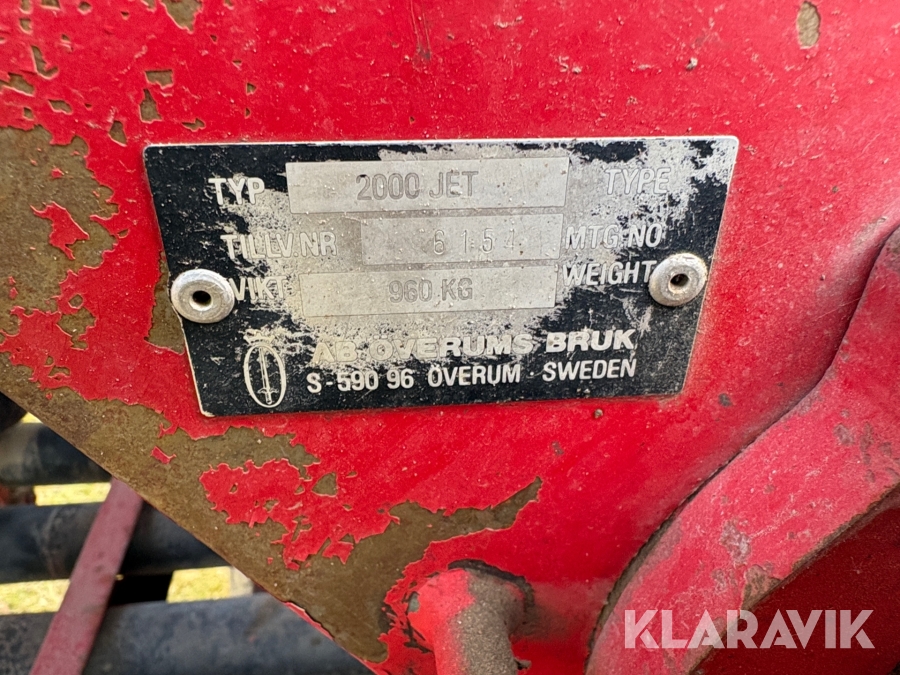 TYP 2000 JET TYPE
TILLV.NR 6154 MTG.NO
VIKT 960 KG WEIGHT
AB ÖVERUMS BRUK
S-590 96 ÖVERUM · SWEDEN
KLARAVIK